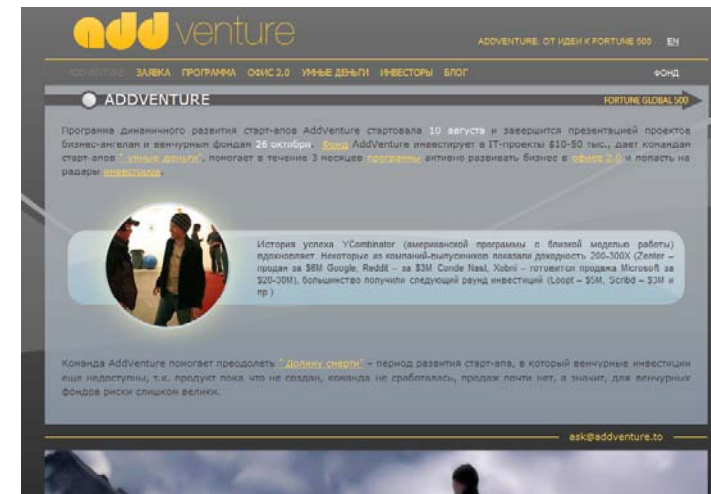 add venture
ADDVENTURE: ОТ ИДЕИ К FORTUNE 500 EN
ADDVENTURE ЗАЯВКА ПРОГРАММА ОФИС 2.0 УМНЫЕ ДЕНЬГИ ИНВЕСТОРЫ БЛОГ ФОНД
ADDVENTURE FORTUNE GLOBAL 500
Программа динамичного развития старт-апов AddVenture стартовала 10 августа и завершится презентацией проектов
бизнес-ангелам и венчурным фондам 26 октября. Фонд AddVenture инвестирует в IT-проекты $10-50 тыс., дает командам
старт-апов "умные деньги", помогает в течение 3 месяцев программы активно развивать бизнес в офисе 2.0 и попасть на
радары инвесторов.
История успеха YCombinator (американской программы с близкой моделью работы)
вдохновляет. Некоторые из компаний-выпускников показали доходность 200-300X (Zenter –
продан за $6M Google, Reddit – за $3M Conde Nast, Xobni – готовится продажа Microsoft за
$20-30M), большинство получили следующий раунд инвестиций (Loopt – $5M, Scribd – $3M и
пр.)
Команда AddVenture помогает преодолеть "Долину смерти" – период развития старт-апа, в который венчурные инвестиции
еще недоступны, т.к. продукт пока что не создан, команда не сработалась, продаж почти нет, а значит, для венчурных
фондов риски слишком велики.
ask@addventure.to